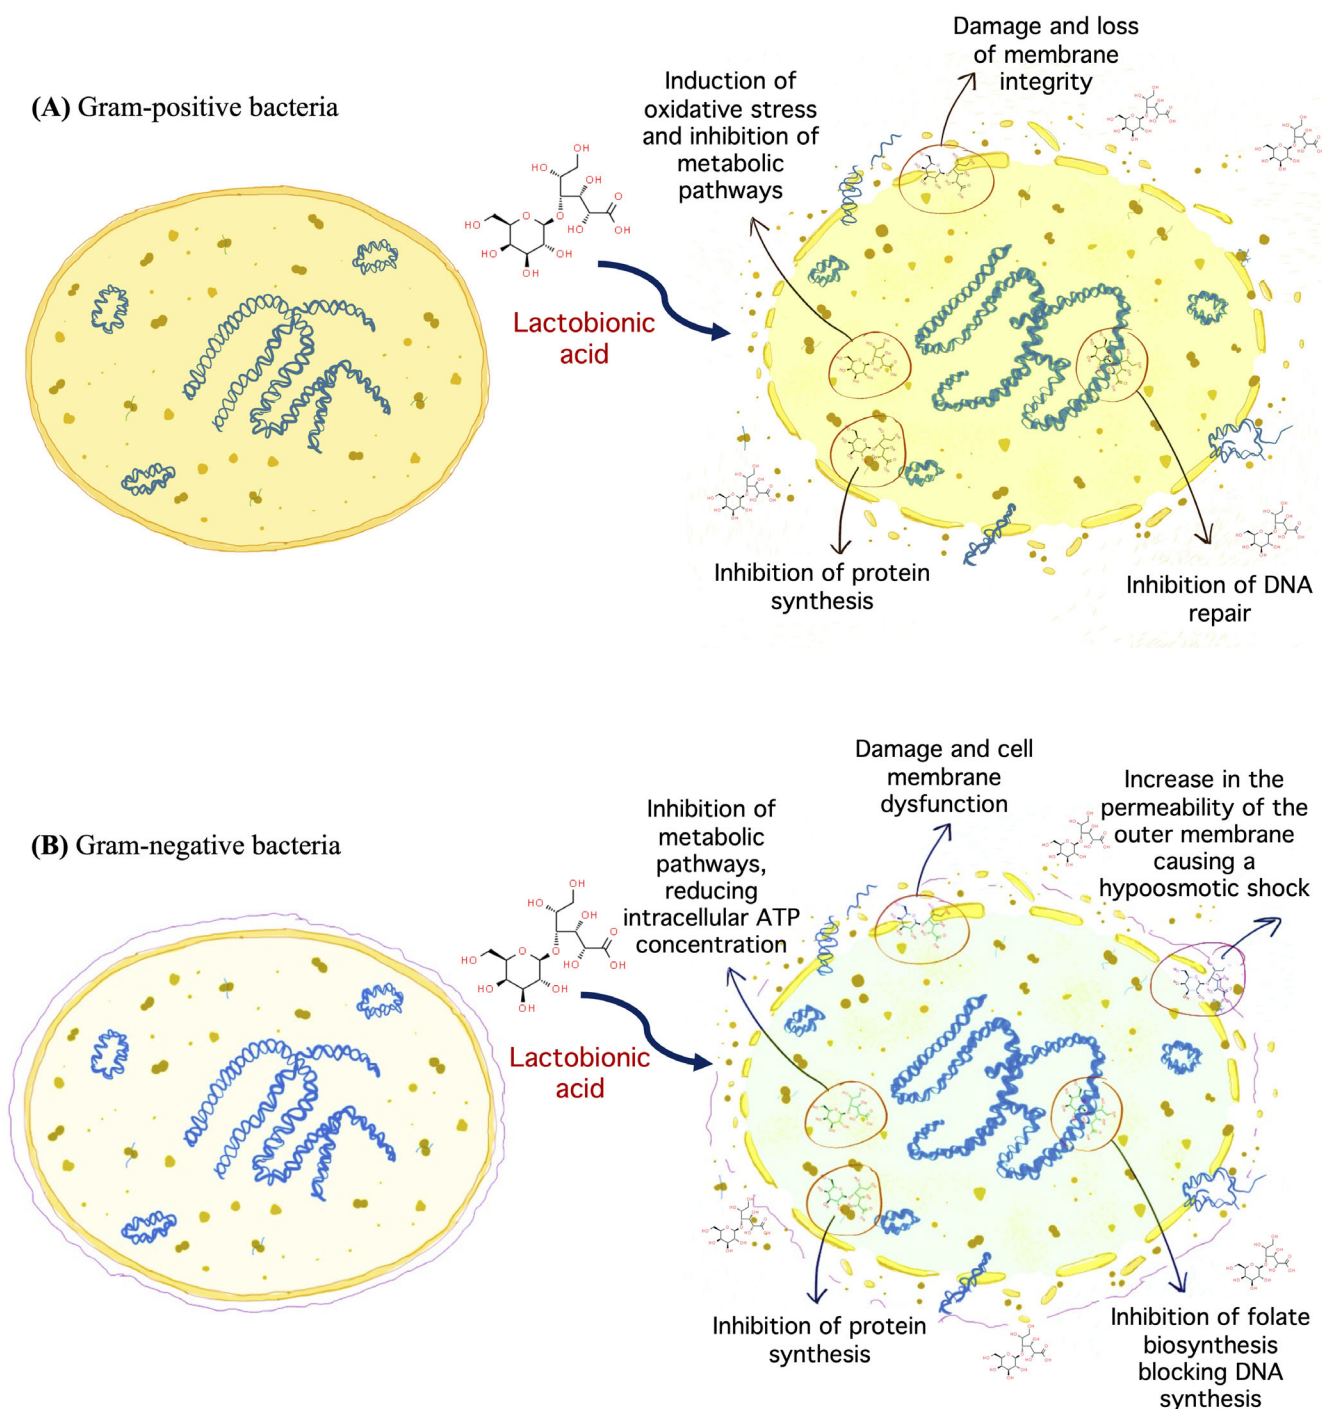 (A) Gram-positive bacteria
Lactobionic
acid
Induction of
oxidative stress
and inhibition of
metabolic
pathways
Damage and loss
of membrane
integrity
Inhibition of protein
synthesis
Inhibition of DNA
repair
(B) Gram-negative bacteria
Lactobionic
acid
Inhibition of
metabolic
pathways,
reducing
intracellular ATP
concentration
Damage and cell
membrane
dysfunction
Increase in the
permeability of the
outer membrane
causing a
hypoosmotic shock
Inhibition of protein
synthesis
Inhibition of folate
biosynthesis
blocking DNA
synthesis